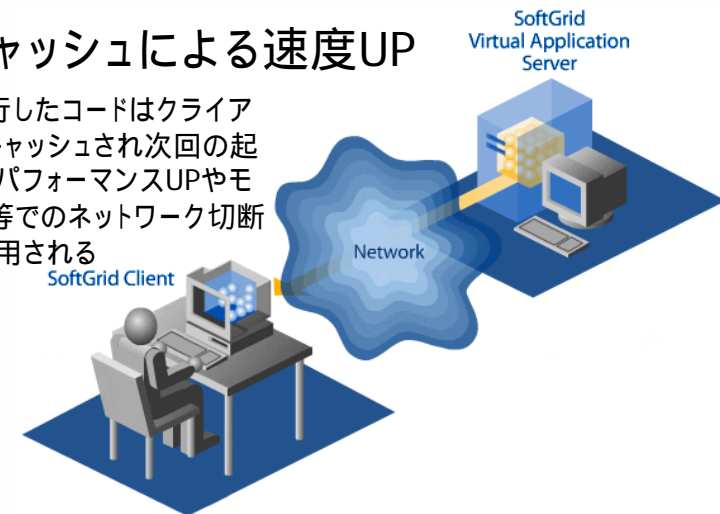 ャッシュによる速度UP
行したコードはクライア
ャッシュされ次回の起
パフォーマンスUPやモ
等でのネットワーク切断
用される
SoftGrid
Virtual Application
Server
Network
SoftGrid Client